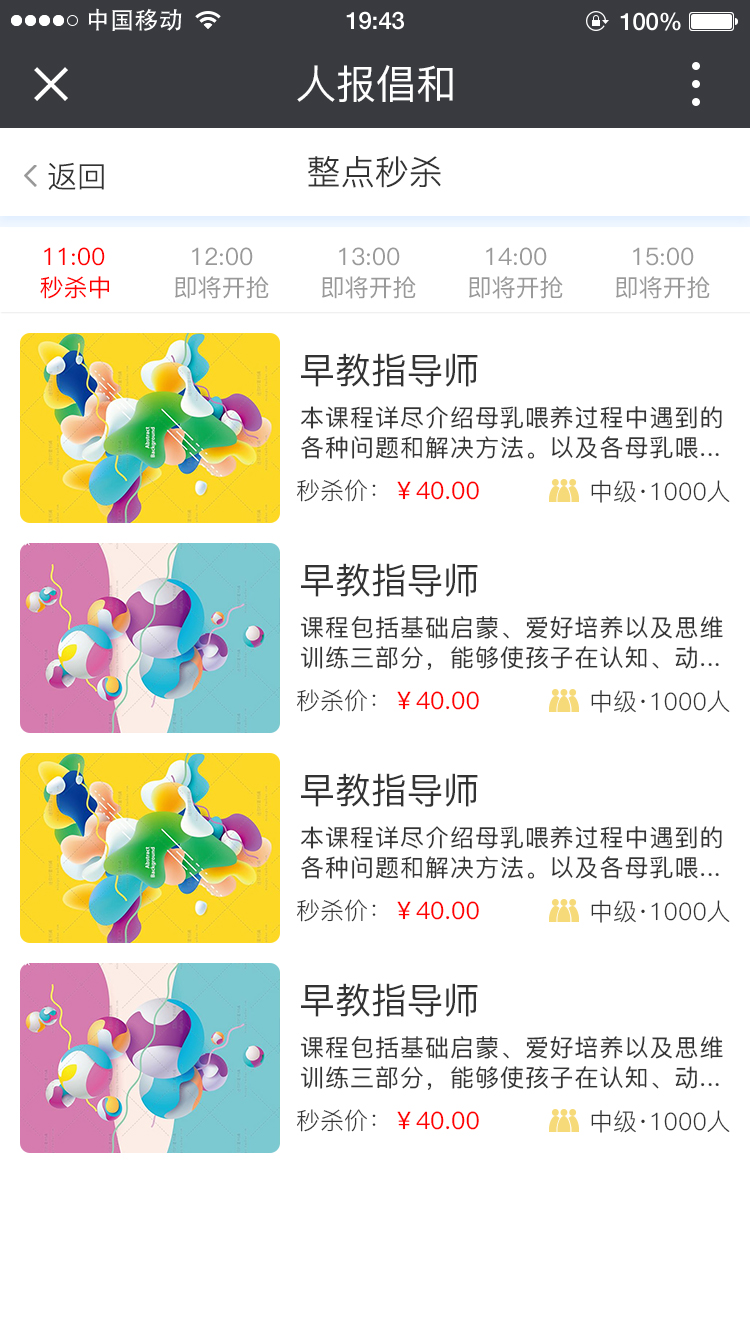 中国移动 19:43 100%
人报倡和
返回 整点秒杀
11:00 12:00 13:00 14:00 15:00
秒杀中 即将开抢 即将开抢 即将开抢 即将开抢
早教指导师
本课程详尽介绍母乳喂养过程中遇到的
各种问题和解决方法。以及各母乳喂...
秒杀价： ¥40.00 中级·1000人
Abstract
Background
早教指导师
课程包括基础启蒙、爱好培养以及思维
训练三部分，能够使孩子在认知、动...
秒杀价： ¥40.00 中级·1000人
早教指导师
本课程详尽介绍母乳喂养过程中遇到的
各种问题和解决方法。以及各母乳喂...
秒杀价： ¥40.00 中级·1000人
Abstract
Background
早教指导师
课程包括基础启蒙、爱好培养以及思维
训练三部分，能够使孩子在认知、动...
秒杀价： ¥40.00 中级·1000人